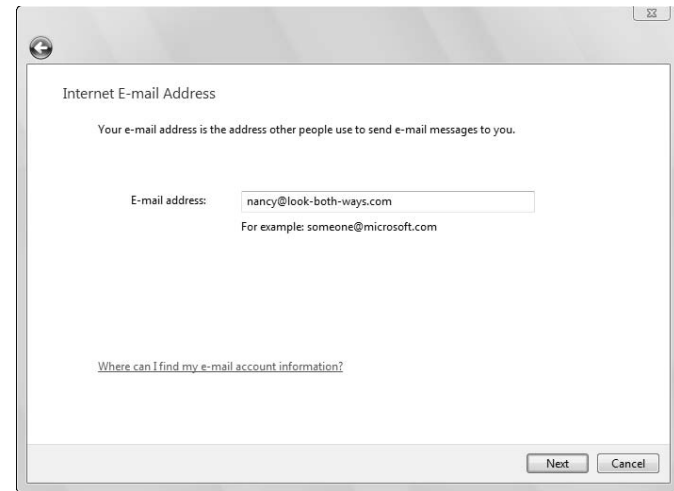 Internet E-mail Address
Your e-mail address is the address other people use to send e-mail messages to you.
E-mail address: nancy@look-both-ways.com
For example: someone@microsoft.com
Where can I find my e-mail account information?
Next Cancel